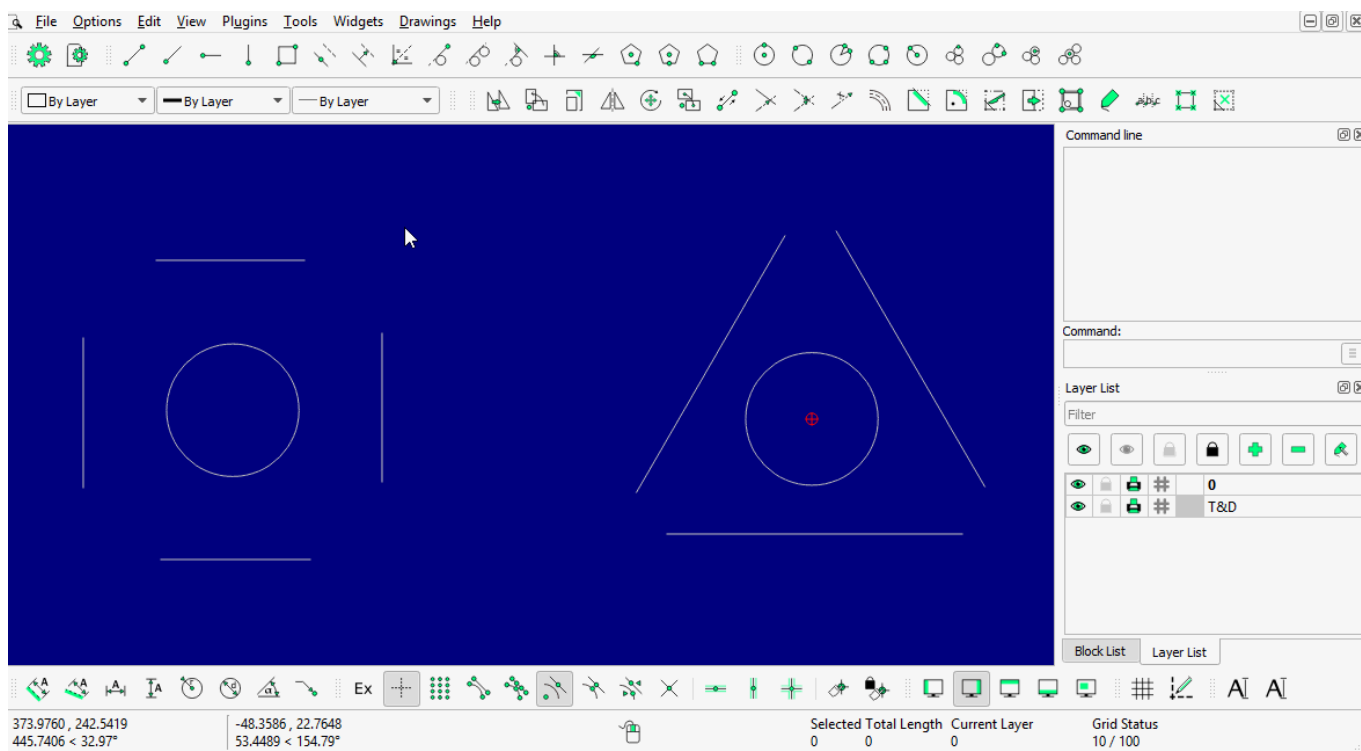 File Options Edit View Plugins Tools Widgets Drawings Help
By Layer By Layer By Layer
Command line
Command:
Layer List
Filter
0
T&D
Block List Layer List
Ex
373.9760 , 242.5419 -48.3586 , 22.7648 Selected Total Length Current Layer Grid Status
445.7406 < 32.97° 53.4489 < 154.79° 0 0 0 10 / 100